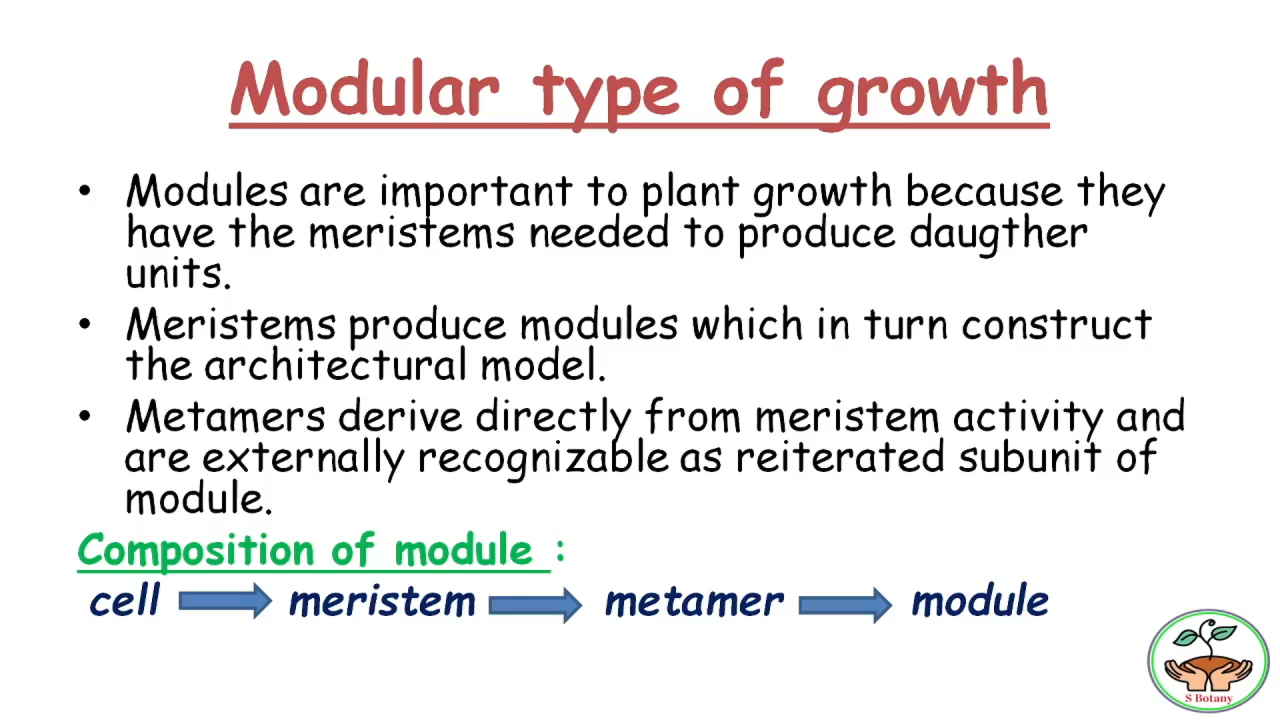 Modular type of growth
• Modules are important to plant growth because they
have the meristems needed to produce daugther
units.
• Meristems produce modules which in turn construct
the architectural model.
• Metamers derive directly from meristem activity and
are externally recognizable as reiterated subunit of
module.
Composition of module :
cell meristem metamer module
S Botany